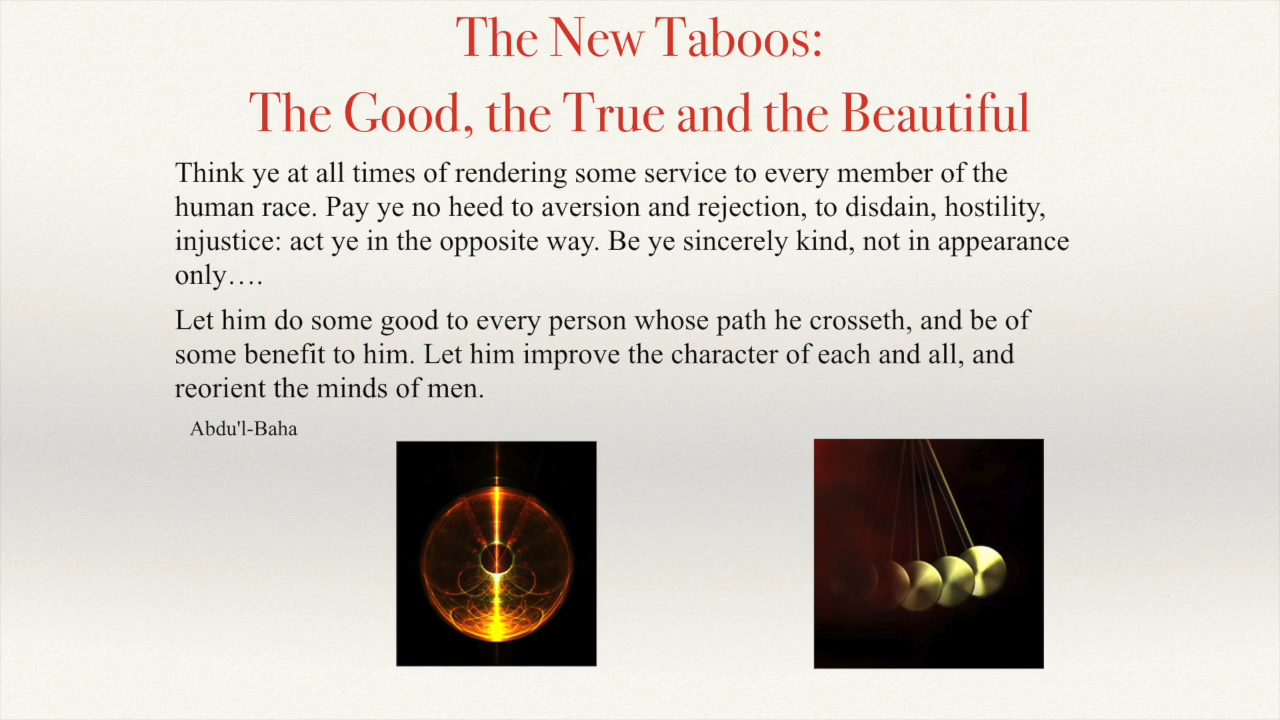 The New Taboos:
The Good, the True and the Beautiful
Think ye at all times of rendering some service to every member of the
human race. Pay ye no heed to aversion and rejection, to disdain, hostility,
injustice: act ye in the opposite way. Be ye sincerely kind, not in appearance
only….
Let him do some good to every person whose path he crosseth, and be of
some benefit to him. Let him improve the character of each and all, and
reorient the minds of men.
Abdu'l-Baha